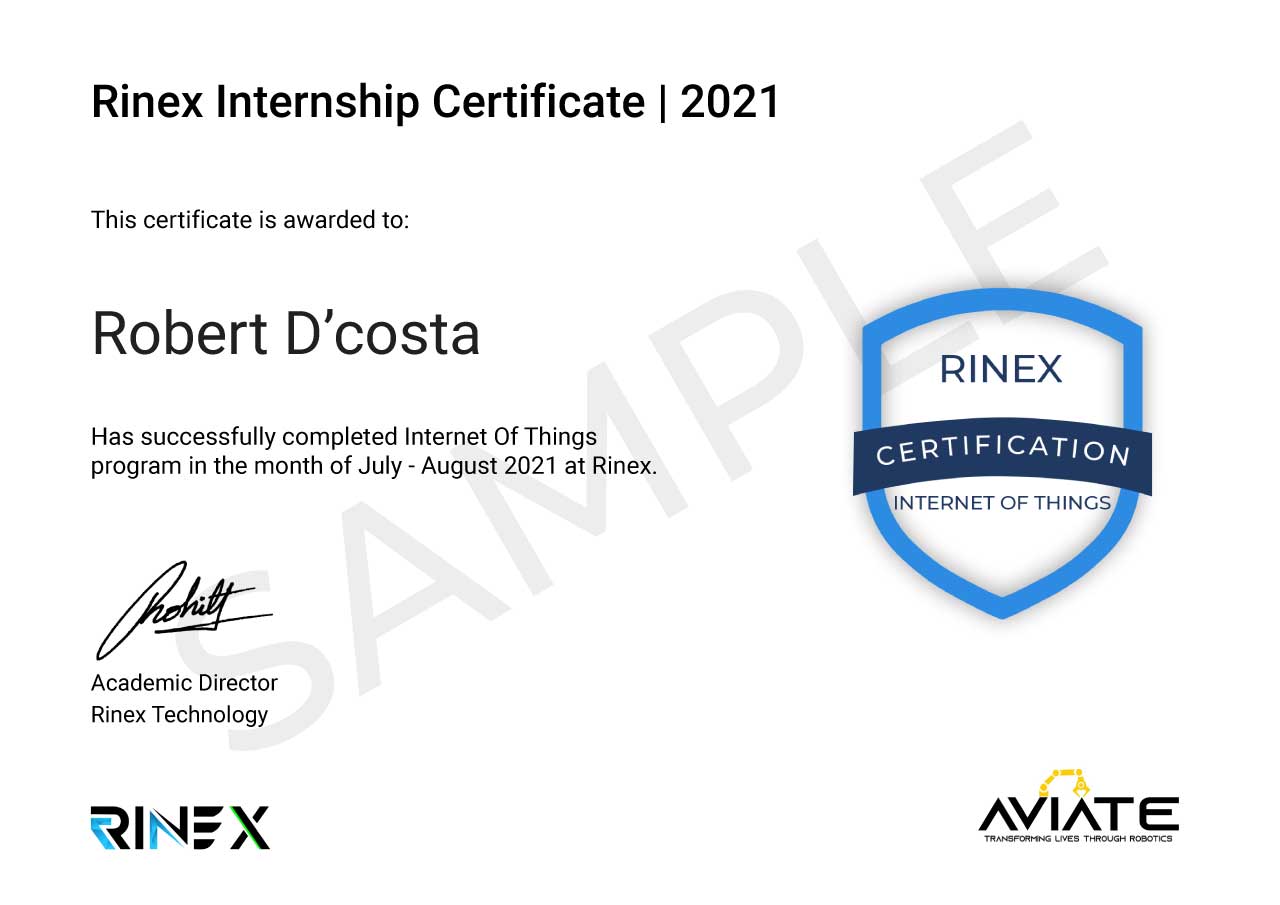 Rinex Internship Certificate | 2021
This certificate is awarded to:
Robert D’costa
Has successfully completed Internet Of Things
program in the month of July - August 2021 at Rinex.
SAMPLE
RINEX
CERTIFICATION
INTERNET OF THINGS
Rohitt
Academic Director
Rinex Technology
RINEX
AVIATE
TRANSFORMING LIVES THROUGH ROBOTICS